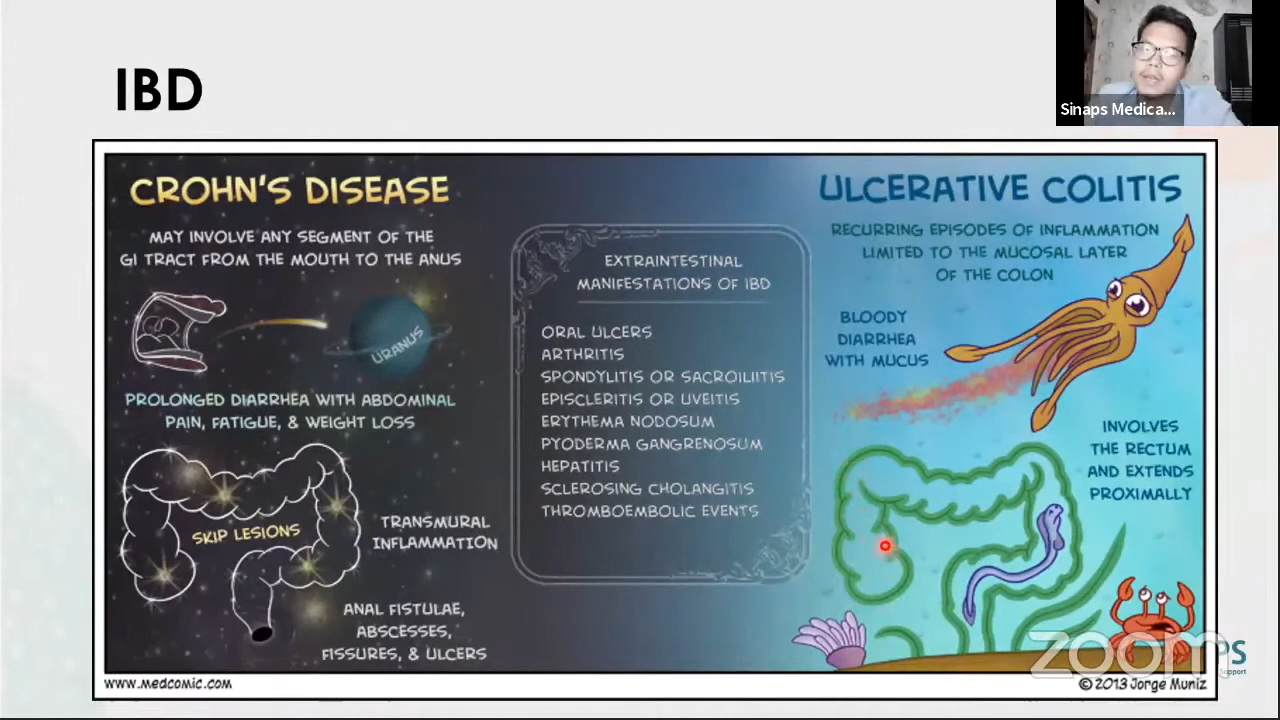 IBD
Sinaps Medica...
CROHN'S DISEASE
MAY INVOLVE ANY SEGMENT OF THE
GI TRACT FROM THE MOUTH TO THE ANUS
URANUS
PROLONGED DIARRHEA WITH ABDOMINAL
PAIN, FATIGUE, & WEIGHT LOSS
SKIP LESIONS
TRANSMURAL
INFLAMMATION
ANAL FISTULAE,
ABSCESSES,
FISSURES, & ULCERS
EXTRAINTESTINAL
MANIFESTATIONS OF IBD
ORAL ULCERS
ARTHRITIS
SPONDYLITIS OR SACROILIITIS
EPISCLERITIS OR UVEITIS
ERYTHEMA NODOSUM
PYODERMA GANGRENOSUM
HEPATITIS
SCLEROSING CHOLANGITIS
THROMBOEMBOLIC EVENTS
ULCERATIVE COLITIS
RECURRING EPISODES OF INFLAMMATION
LIMITED TO THE MUCOSAL LAYER
OF THE COLON
BLOODY
DIARRHEA
WITH MUCUS
INVOLVES
THE RECTUM
AND EXTENDS
PROXIMALLY
zoom
PS
Support
www.medcomic.com
© 2013 Jorge Muniz